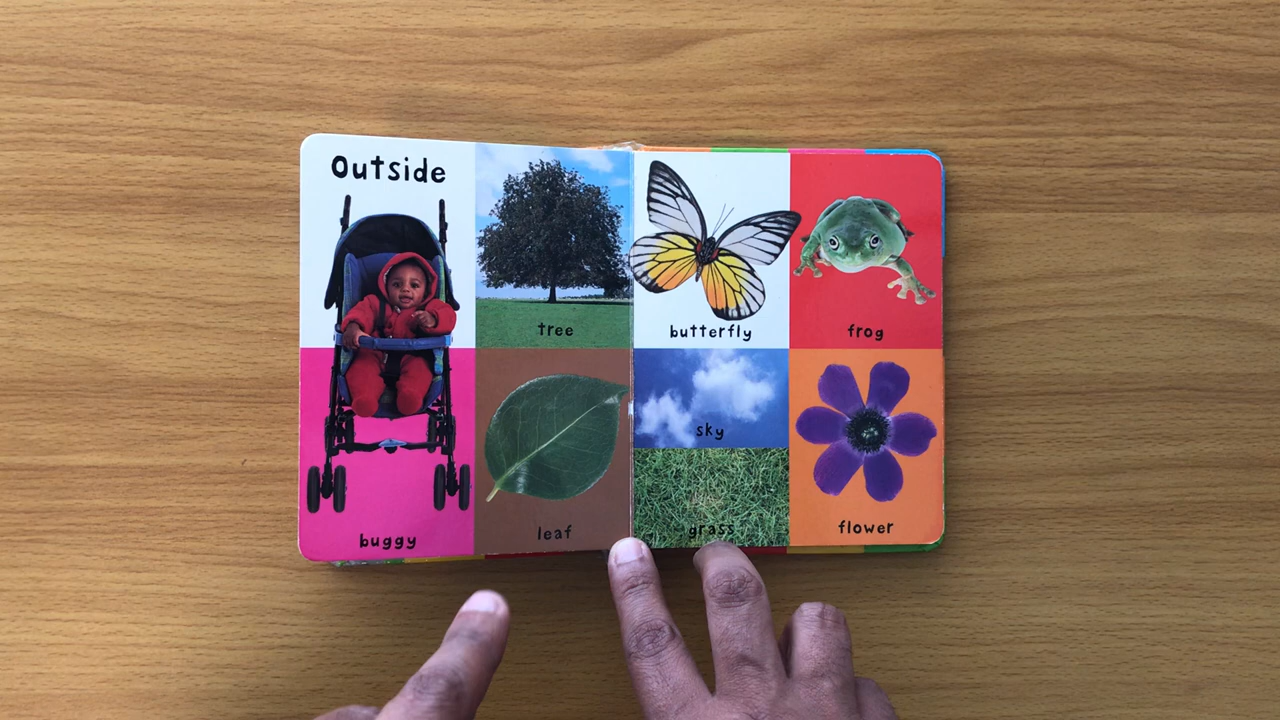 Outside
buggy
tree
leaf
butterfly
sky
grass
frog
flower